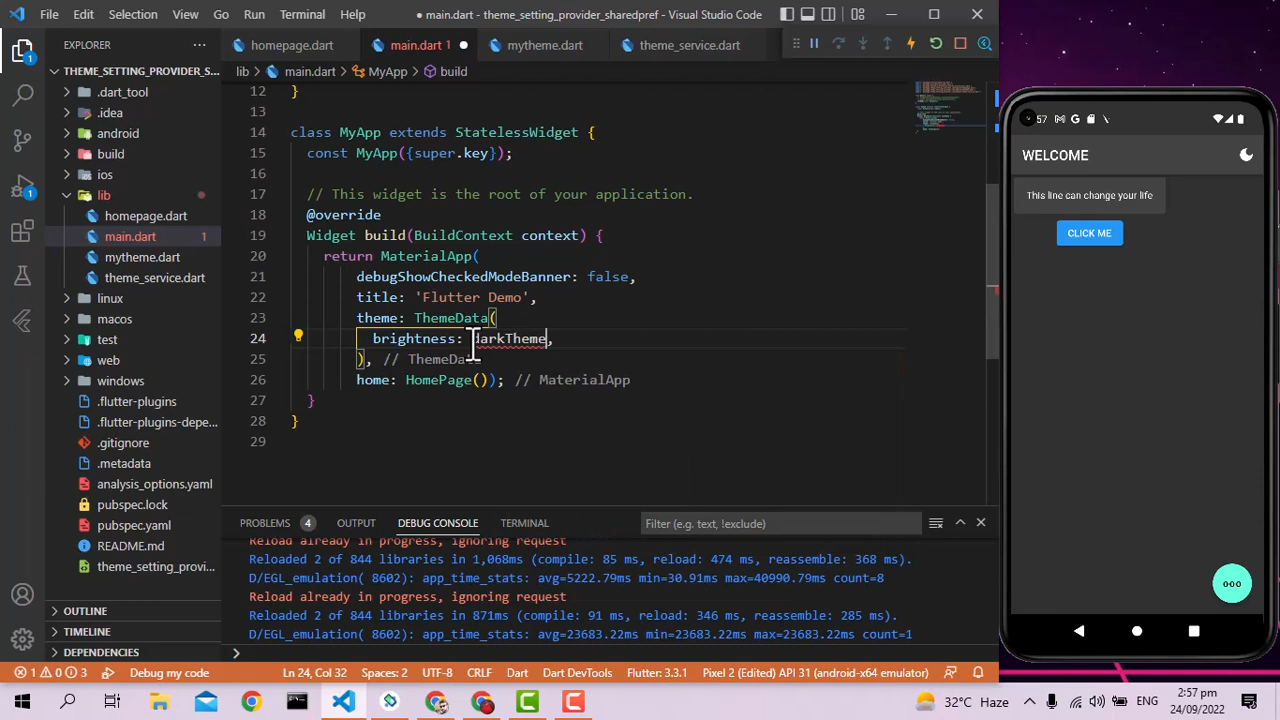 File Edit Selection View Go Run Terminal Help
● main.dart - theme_setting_provider_sharedpref - Visual Studio Code
EXPLORER
homepage.dart
main.dart 1
mytheme.dart
theme_service.dart
lib > main.dart > MyApp > build
THEME_SETTING_PROVIDER_S...
.dart_tool
.idea
android
build
ios
lib
homepage.dart
main.dart 1
mytheme.dart
theme_service.dart
linux
macos
test
web
windows
.flutter-plugins
.flutter-plugins-depe...
.gitignore
.metadata
analysis_options.yaml
pubspec.lock
pubspec.yaml
README.md
theme_setting_provi...
OUTLINE
TIMELINE
DEPENDENCIES
1
1
12 }
13
14 class MyApp extends StatelessWidget {
15 const MyApp({super.key});
16
17 // This widget is the root of your application.
18 @override
19 Widget build(BuildContext context) {
20 return MaterialApp(
21 debugShowCheckedModeBanner: false,
22 title: 'Flutter Demo',
23 theme: ThemeData(
24 brightness: darkTheme,
25 ), // ThemeData
26 home: HomePage()); // MaterialApp
27 }
28 }
29
PROBLEMS 4 OUTPUT DEBUG CONSOLE TERMINAL Filter (e.g. text, !exclude)
Reload already in progress, ignoring request
Reloaded 2 of 844 libraries in 1,068ms (compile: 85 ms, reload: 474 ms, reassemble: 368 ms).
D/EGL_emulation( 8602): app_time_stats: avg=5222.79ms min=30.91ms max=40990.79ms count=8
Reload already in progress, ignoring request
Reloaded 2 of 844 libraries in 871ms (compile: 91 ms, reload: 346 ms, reassemble: 285 ms).
D/EGL_emulation( 8602): app_time_stats: avg=23683.22ms min=23683.22ms max=23683.22ms count=1
>
1 0 3 Debug my code Ln 24, Col 32 Spaces: 2 UTF-8 CRLF Dart Dart DevTools Flutter: 3.3.1 Pixel 2 (Edited) API 31 (android-x64 emulator)
:57
WELCOME
This line can change your life
CLICK ME
32°C Haze ENG 2:57 pm
24/09/2022